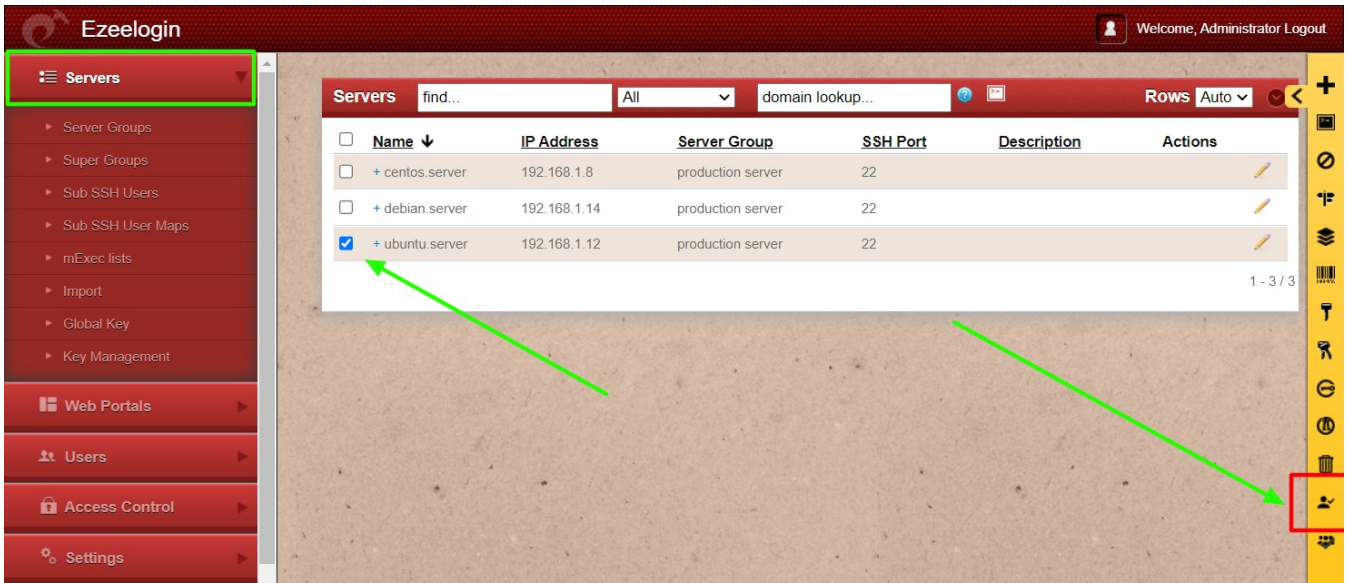 Ezeelogin
Welcome, Administrator Logout
Servers
Server Groups
Super Groups
Sub SSH Users
Sub SSH User Maps
mExec lists
Import
Global Key
Key Management
Web Portals
Users
Access Control
Settings
Servers find... All domain lookup... Rows Auto
Name IP Address Server Group SSH Port Description Actions
+ centos.server 192.168.1.8 production server 22
+ debian.server 192.168.1.14 production server 22
+ ubuntu.server 192.168.1.12 production server 22
1 - 3 / 3